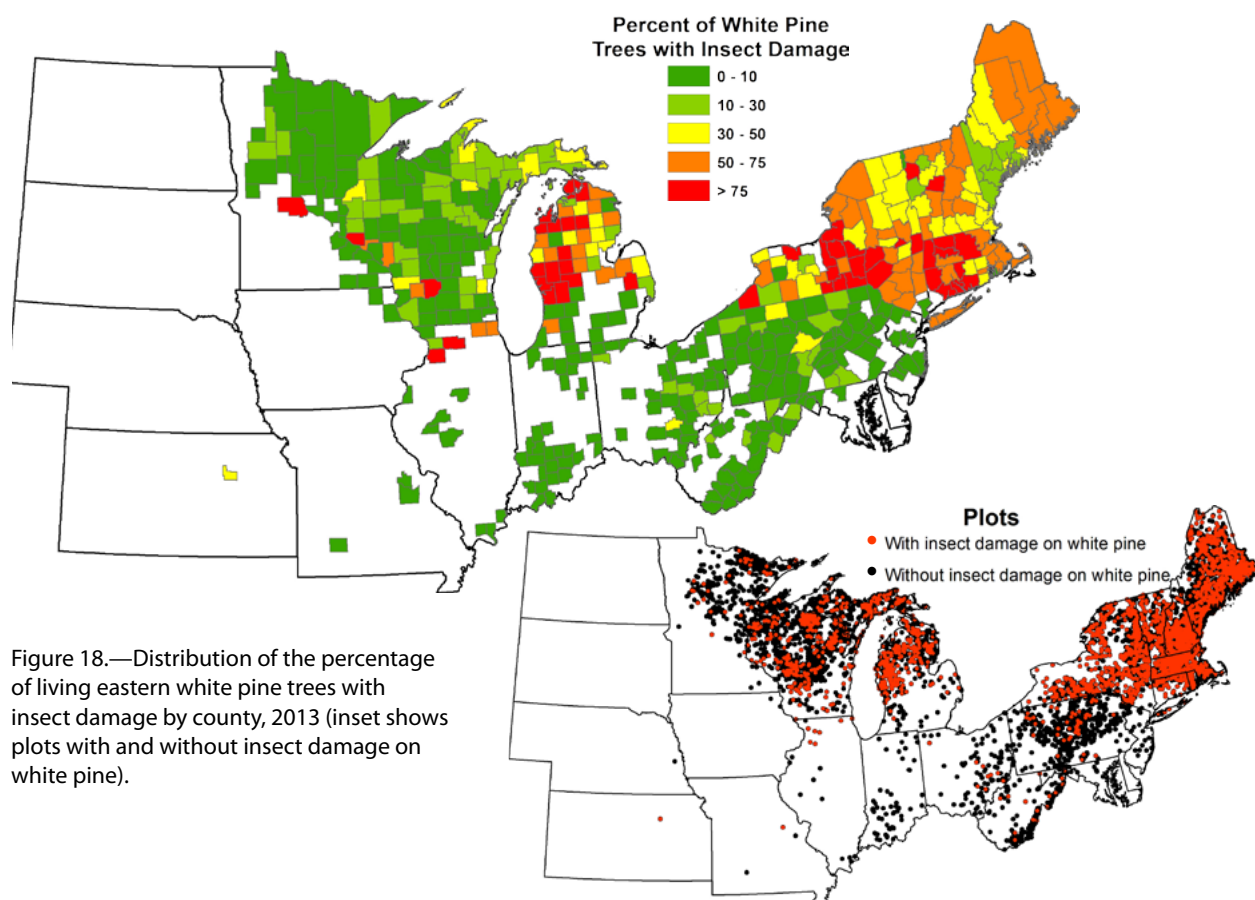 Percent of White Pine
Trees with Insect Damage
0 - 10
10 - 30
30 - 50
50 - 75
> 75
Plots
With insect damage on white pine
Without insect damage on white pine
Figure 18.—Distribution of the percentage
of living eastern white pine trees with
insect damage by county, 2013 (inset shows
plots with and without insect damage on
white pine).